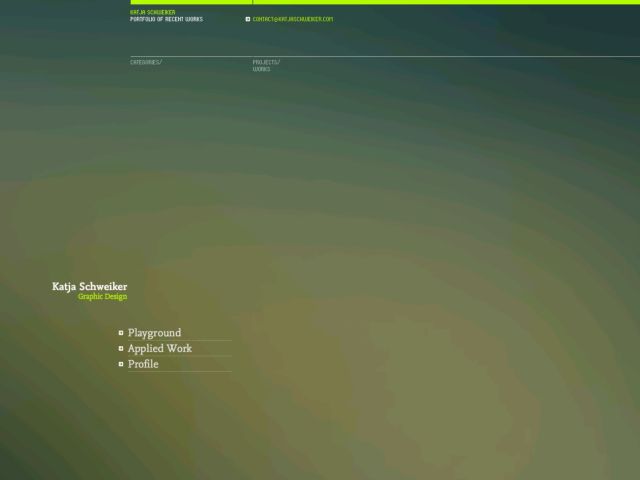 KATJA SCHWEIKER
PORTFOLIO OF RECENT WORKS
CONTACT@KATJASCHWEIKER.COM
CATEGORIES/
PROJECTS/
WORKS
Katja Schweiker
Graphic Design
Playground
Applied Work
Profile